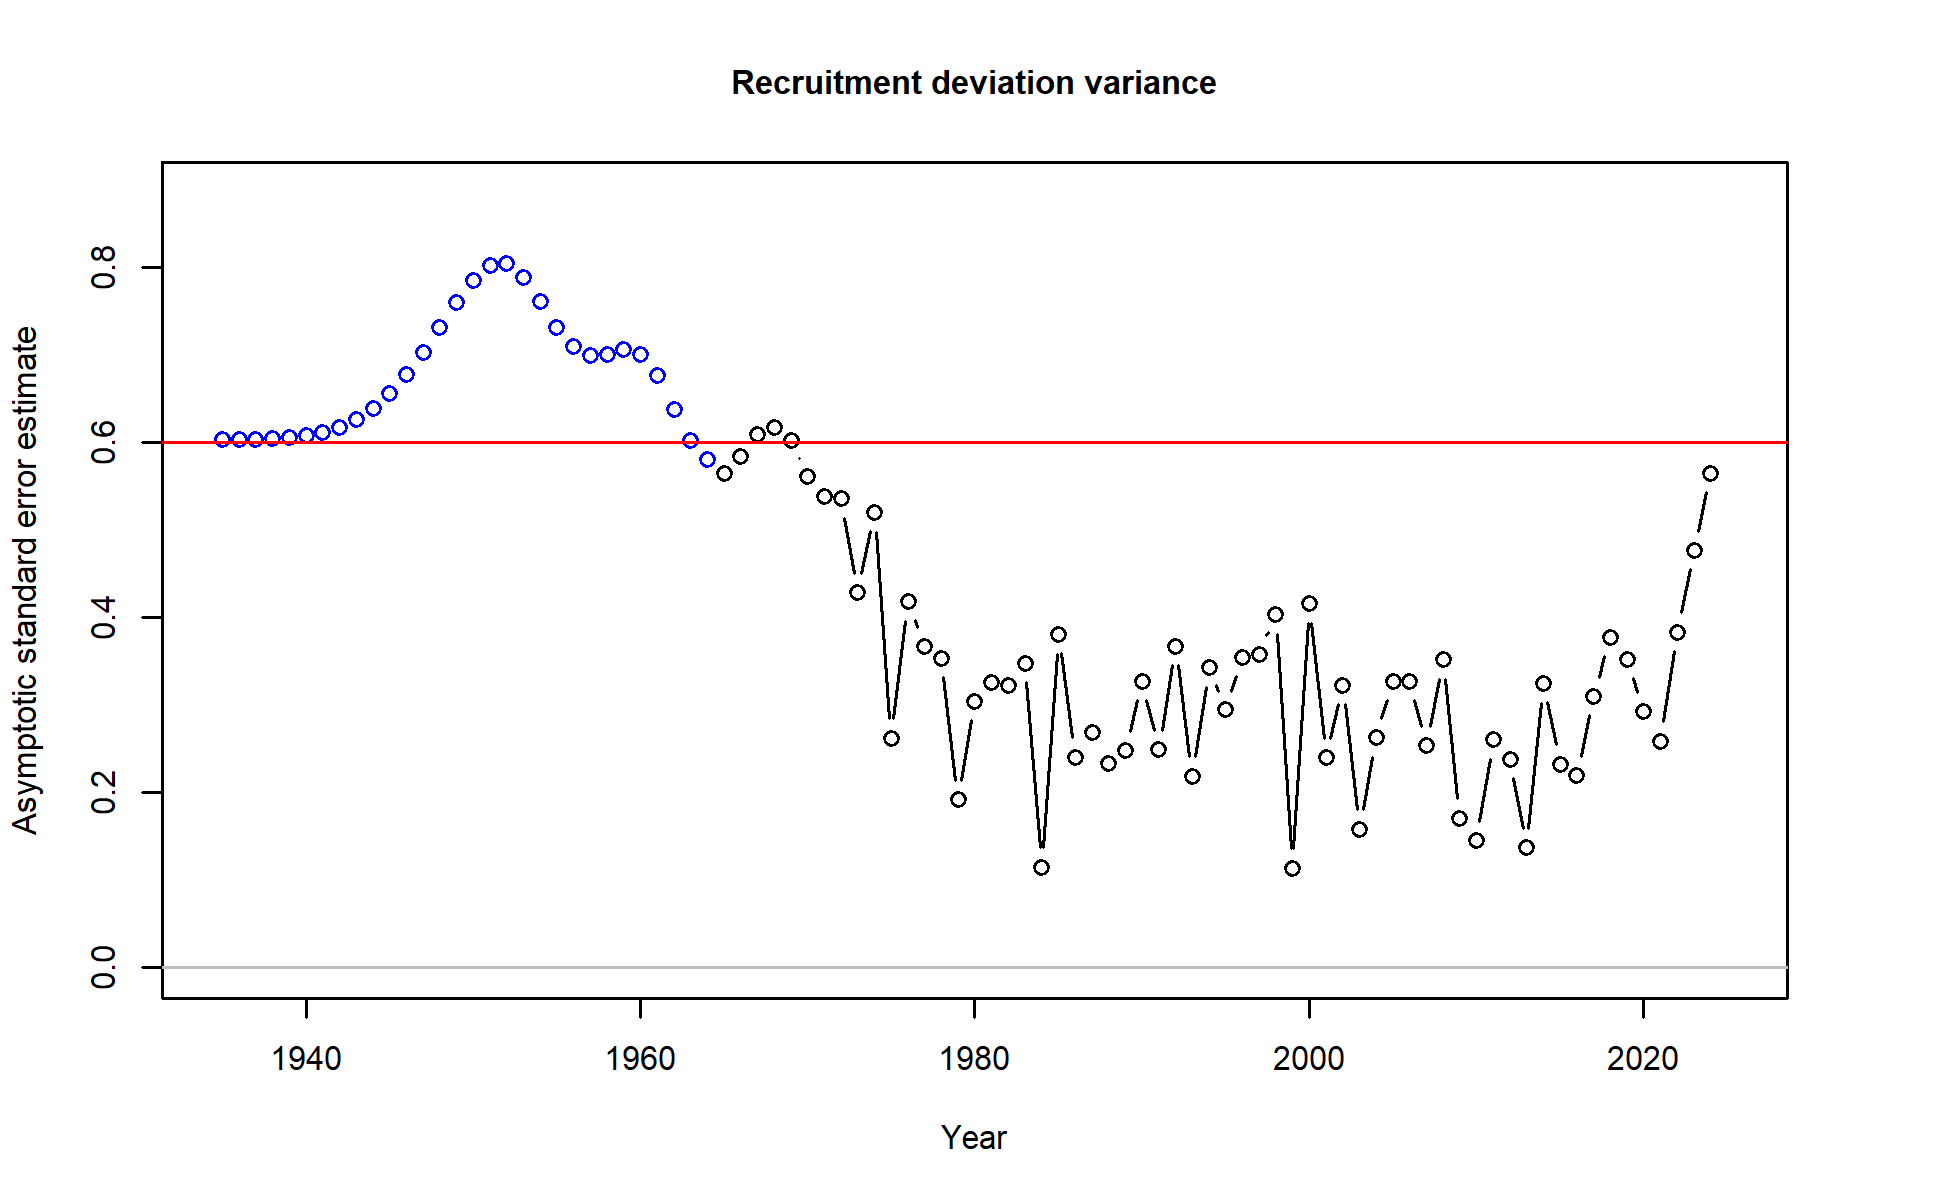 Recruitment deviation variance
Asymptotic standard error estimate
0.8
0.6
0.4
0.2
0.0
1940 1960 1980 2000 2020
Year